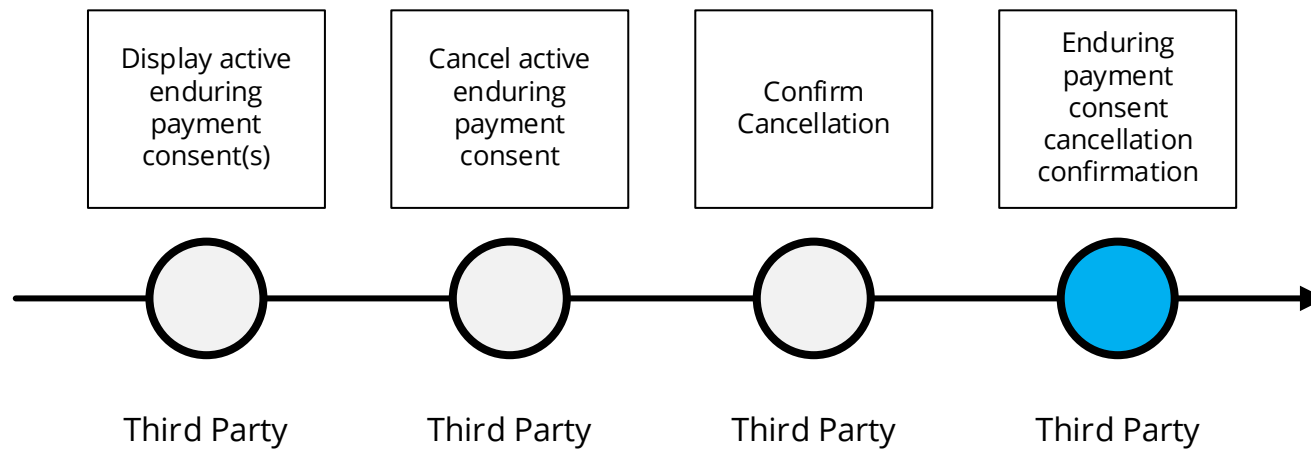 Display active
enduring
payment
consent(s)
Cancel active
enduring
payment
consent
Confirm
Cancellation
Enduring
payment
consent
cancellation
confirmation
Third Party
Third Party
Third Party
Third Party